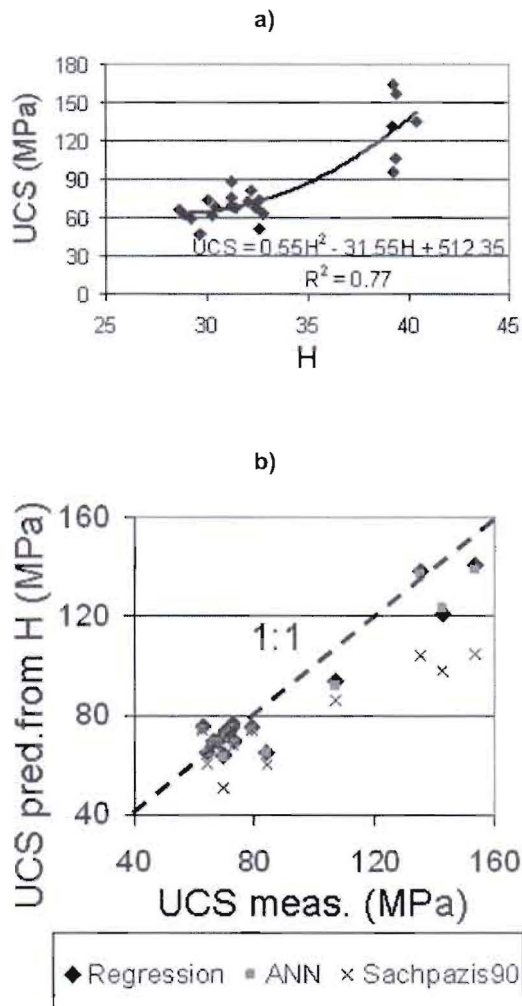 a)
180
150
120
90
60
30
0
UCS (MPa)
UCS = 0.55H² - 31.55H + 512.35
R² = 0.77
25 30 35 40 45
H
b)
160
120
80
40
UCS pred.from H (MPa)
1:1
40 80 120 160
UCS meas. (MPa)
Regression ANN Sachpazis90